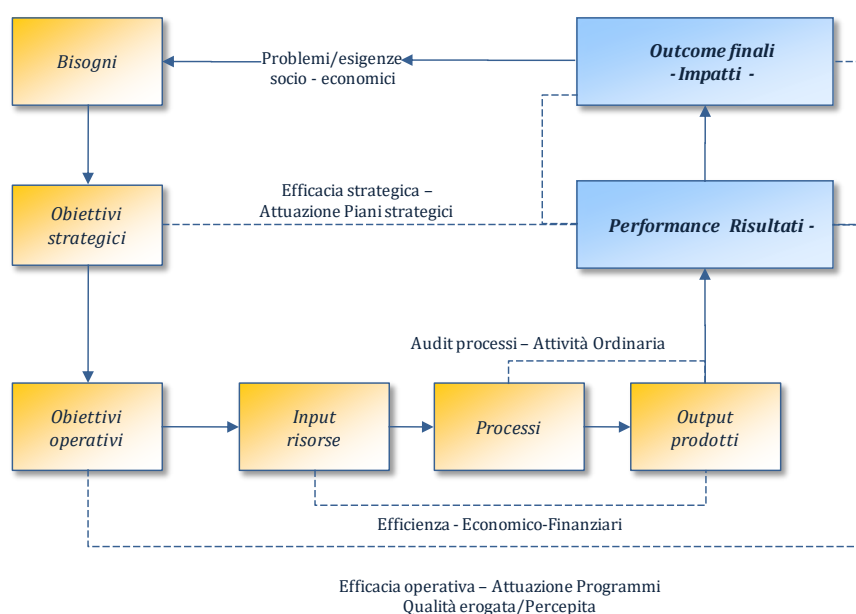 Bisogni
Problemi/esigenze
socio - economici
Outcome finali
- Impatti -
Obiettivi
strategici
Efficacia strategica –
Attuazione Piani strategici
Performance Risultati -
Audit processi – Attività Ordinaria
Obiettivi
operativi
Input
risorse
Processi
Output
prodotti
Efficienza - Economico-Finanziari
Efficacia operativa – Attuazione Programmi
Qualità erogata/Percepita